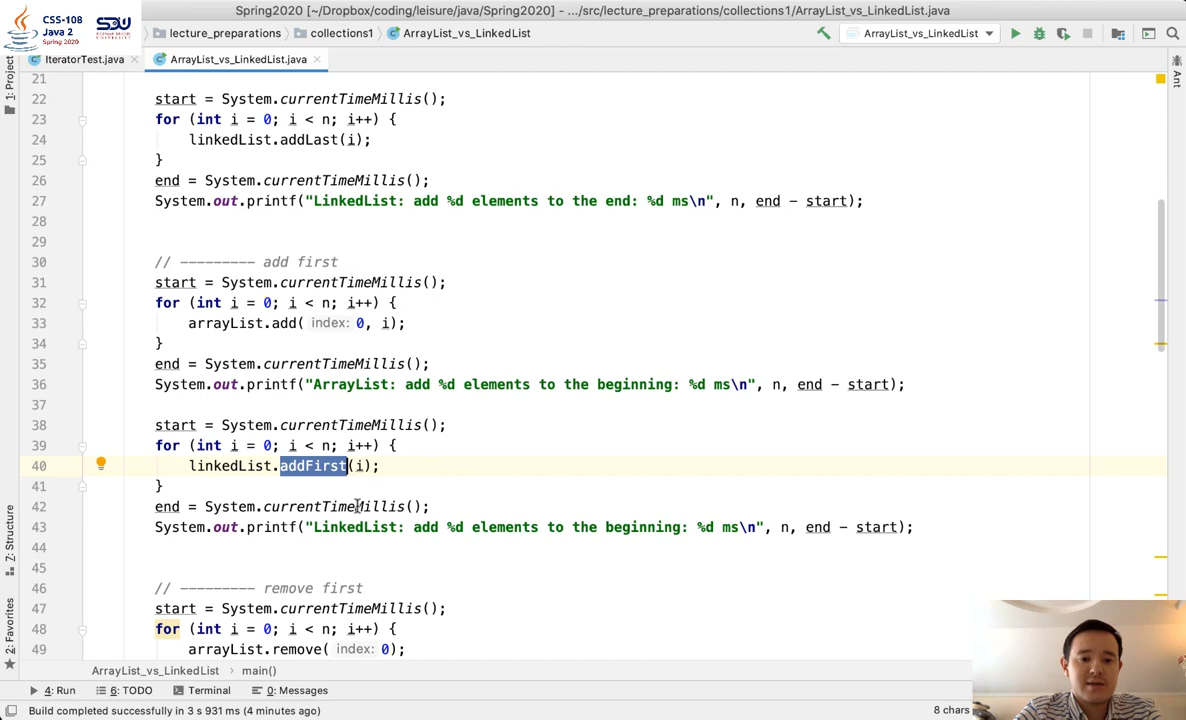 CSS-108
Java 2
Spring 2020
SDU
Java
Spring2020 [~/Dropbox/coding/leisure/java/Spring2020] - .../src/lecture_preparations/collections1/ArrayList_vs_LinkedList.java
lecture_preparations > collections1 > ArrayList_vs_LinkedList
ArrayList_vs_LinkedList
IteratorTest.java
ArrayList_vs_LinkedList.java
1: Project
Ant
21
22 start = System.currentTimeMillis();
23 for (int i = 0; i < n; i++) {
24 linkedList.addLast(i);
25 }
26 end = System.currentTimeMillis();
27 System.out.printf("LinkedList: add %d elements to the end: %d ms\n", n, end - start);
28
29
30 // --------- add first
31 start = System.currentTimeMillis();
32 for (int i = 0; i < n; i++) {
33 arrayList.add( index: 0, i);
34 }
35 end = System.currentTimeMillis();
36 System.out.printf("ArrayList: add %d elements to the beginning: %d ms\n", n, end - start);
37
38 start = System.currentTimeMillis();
39 for (int i = 0; i < n; i++) {
40 linkedList.addFirst(i);
41 }
42 end = System.currentTimeMillis();
43 System.out.printf("LinkedList: add %d elements to the beginning: %d ms\n", n, end - start);
44
45
46 // --------- remove first
47 start = System.currentTimeMillis();
48 for (int i = 0; i < n; i++) {
49 arrayList.remove( index: 0);
7: Structure
2: Favorites
ArrayList_vs_LinkedList > main()
4: Run 6: TODO Terminal 0: Messages
Build completed successfully in 3 s 931 ms (4 minutes ago)
8 chars